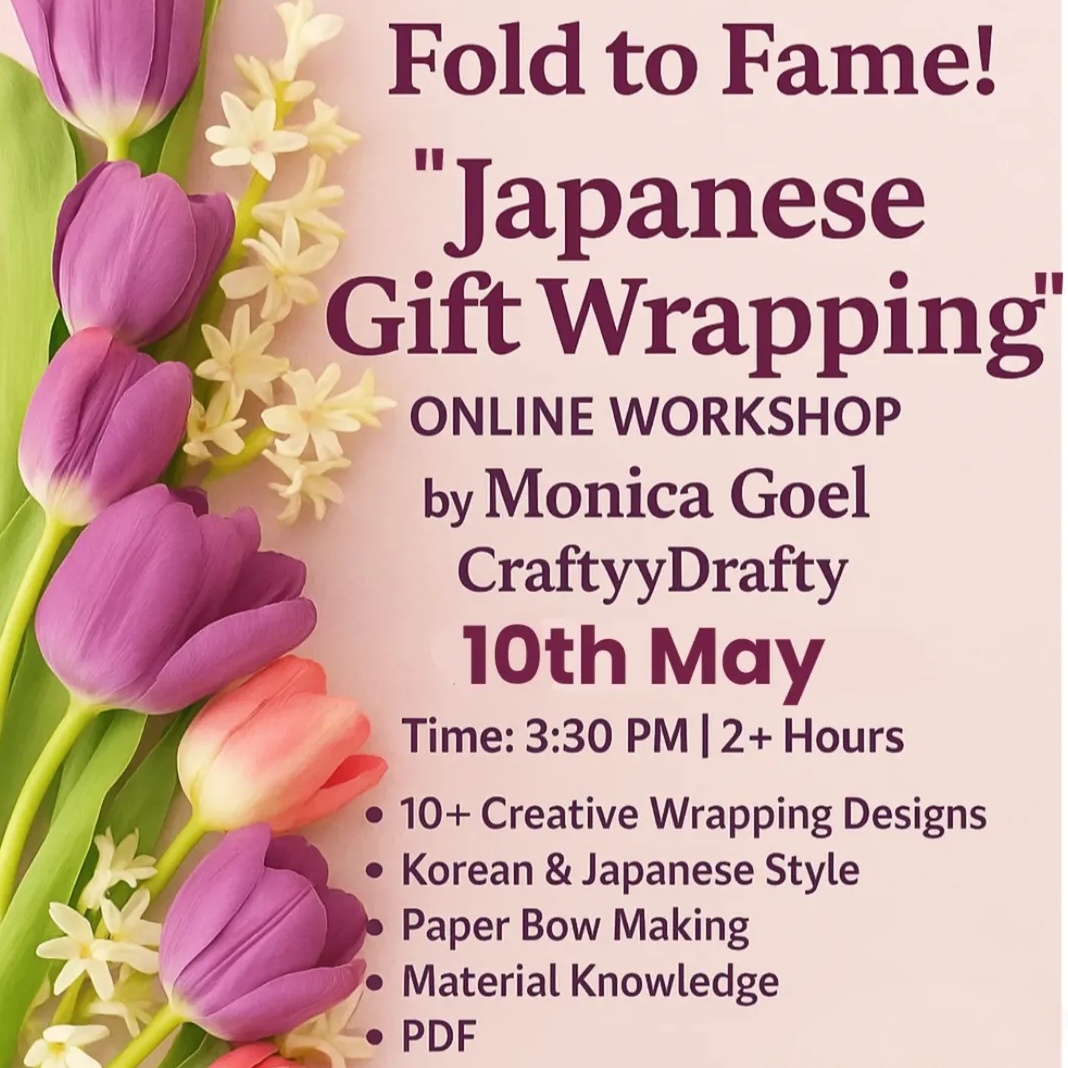 Fold to Fame!
"Japanese
Gift Wrapping"
ONLINE WORKSHOP
by Monica Goel
CraftyyDrafty
10th May
Time: 3:30 PM | 2+ Hours
• 10+ Creative Wrapping Designs
• Korean & Japanese Style
• Paper Bow Making
• Material Knowledge
• PDF